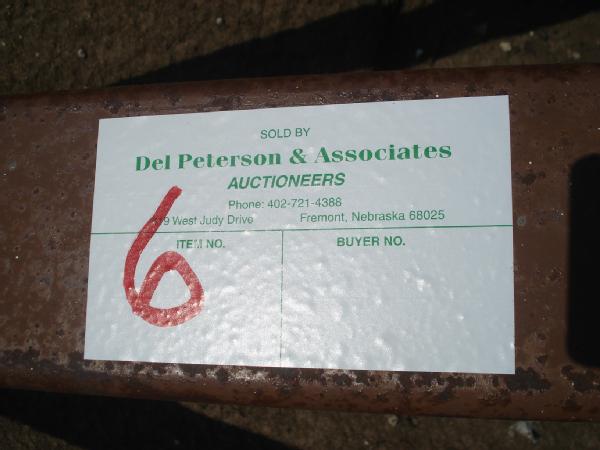 SOLD BY
Del Peterson & Associates
AUCTIONEERS
Phone: 402-721-4388
West Judy Drive Fremont, Nebraska 68025
ITEM NO. BUYER NO.
6